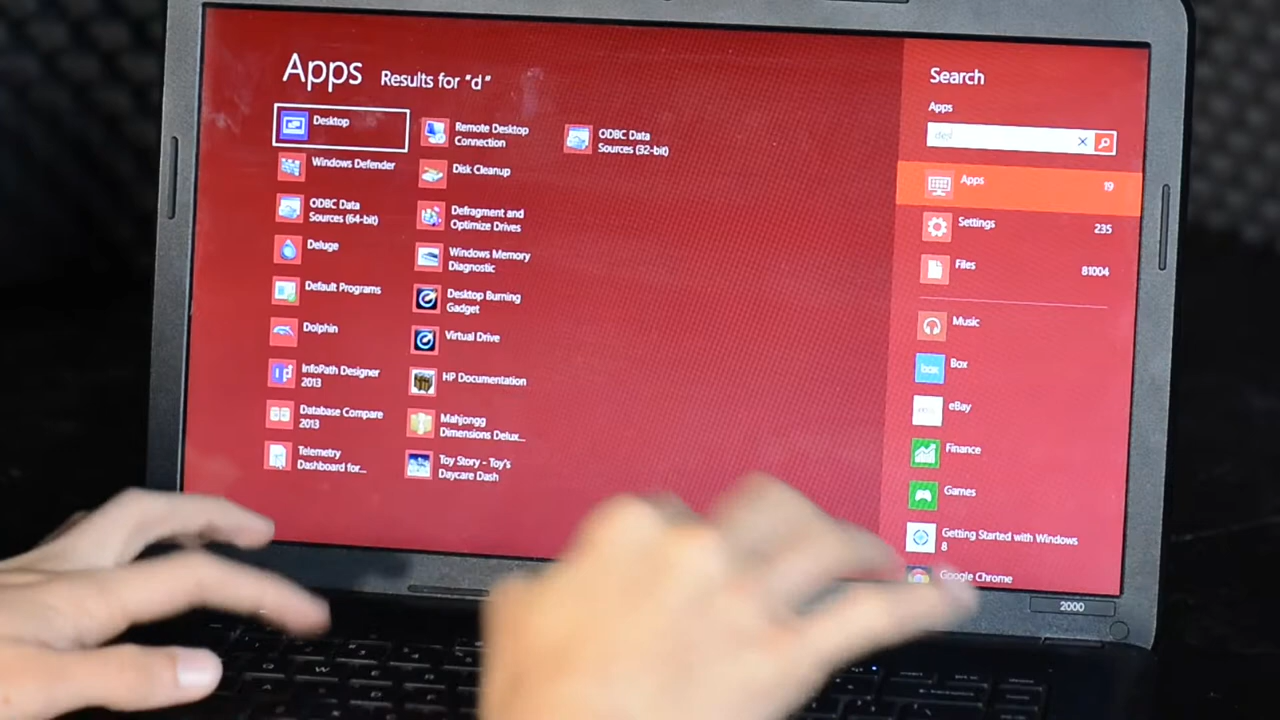 Apps Results for "d"
Desktop
Windows Defender
ODBC Data
Sources (64-bit)
Deluge
Default Programs
Dolphin
InfoPath Designer
2013
Database Compare
2013
Telemetry
Dashboard for...
Remote Desktop
Connection
Disk Cleanup
Defragment and
Optimize Drives
Windows Memory
Diagnostic
Desktop Burning
Gadget
Virtual Drive
HP Documentation
Mahjongg
Dimensions Delux...
Toy Story - Toy's
Daycare Dash
ODBC Data
Sources (32-bit)
Search
Apps
des
Apps 19
Settings 235
Files 81004
Music
box
Box
eBay
Finance
Games
Getting Started with Windows
8
Google Chrome
2000